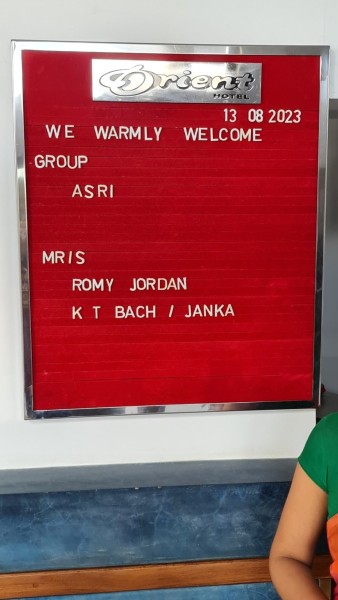 Orient
HOTEL
13 08 2023
WE WARMLY WELCOME
GROUP
ASRI
MR/S
ROMY JORDAN
K T BACH / JANKA